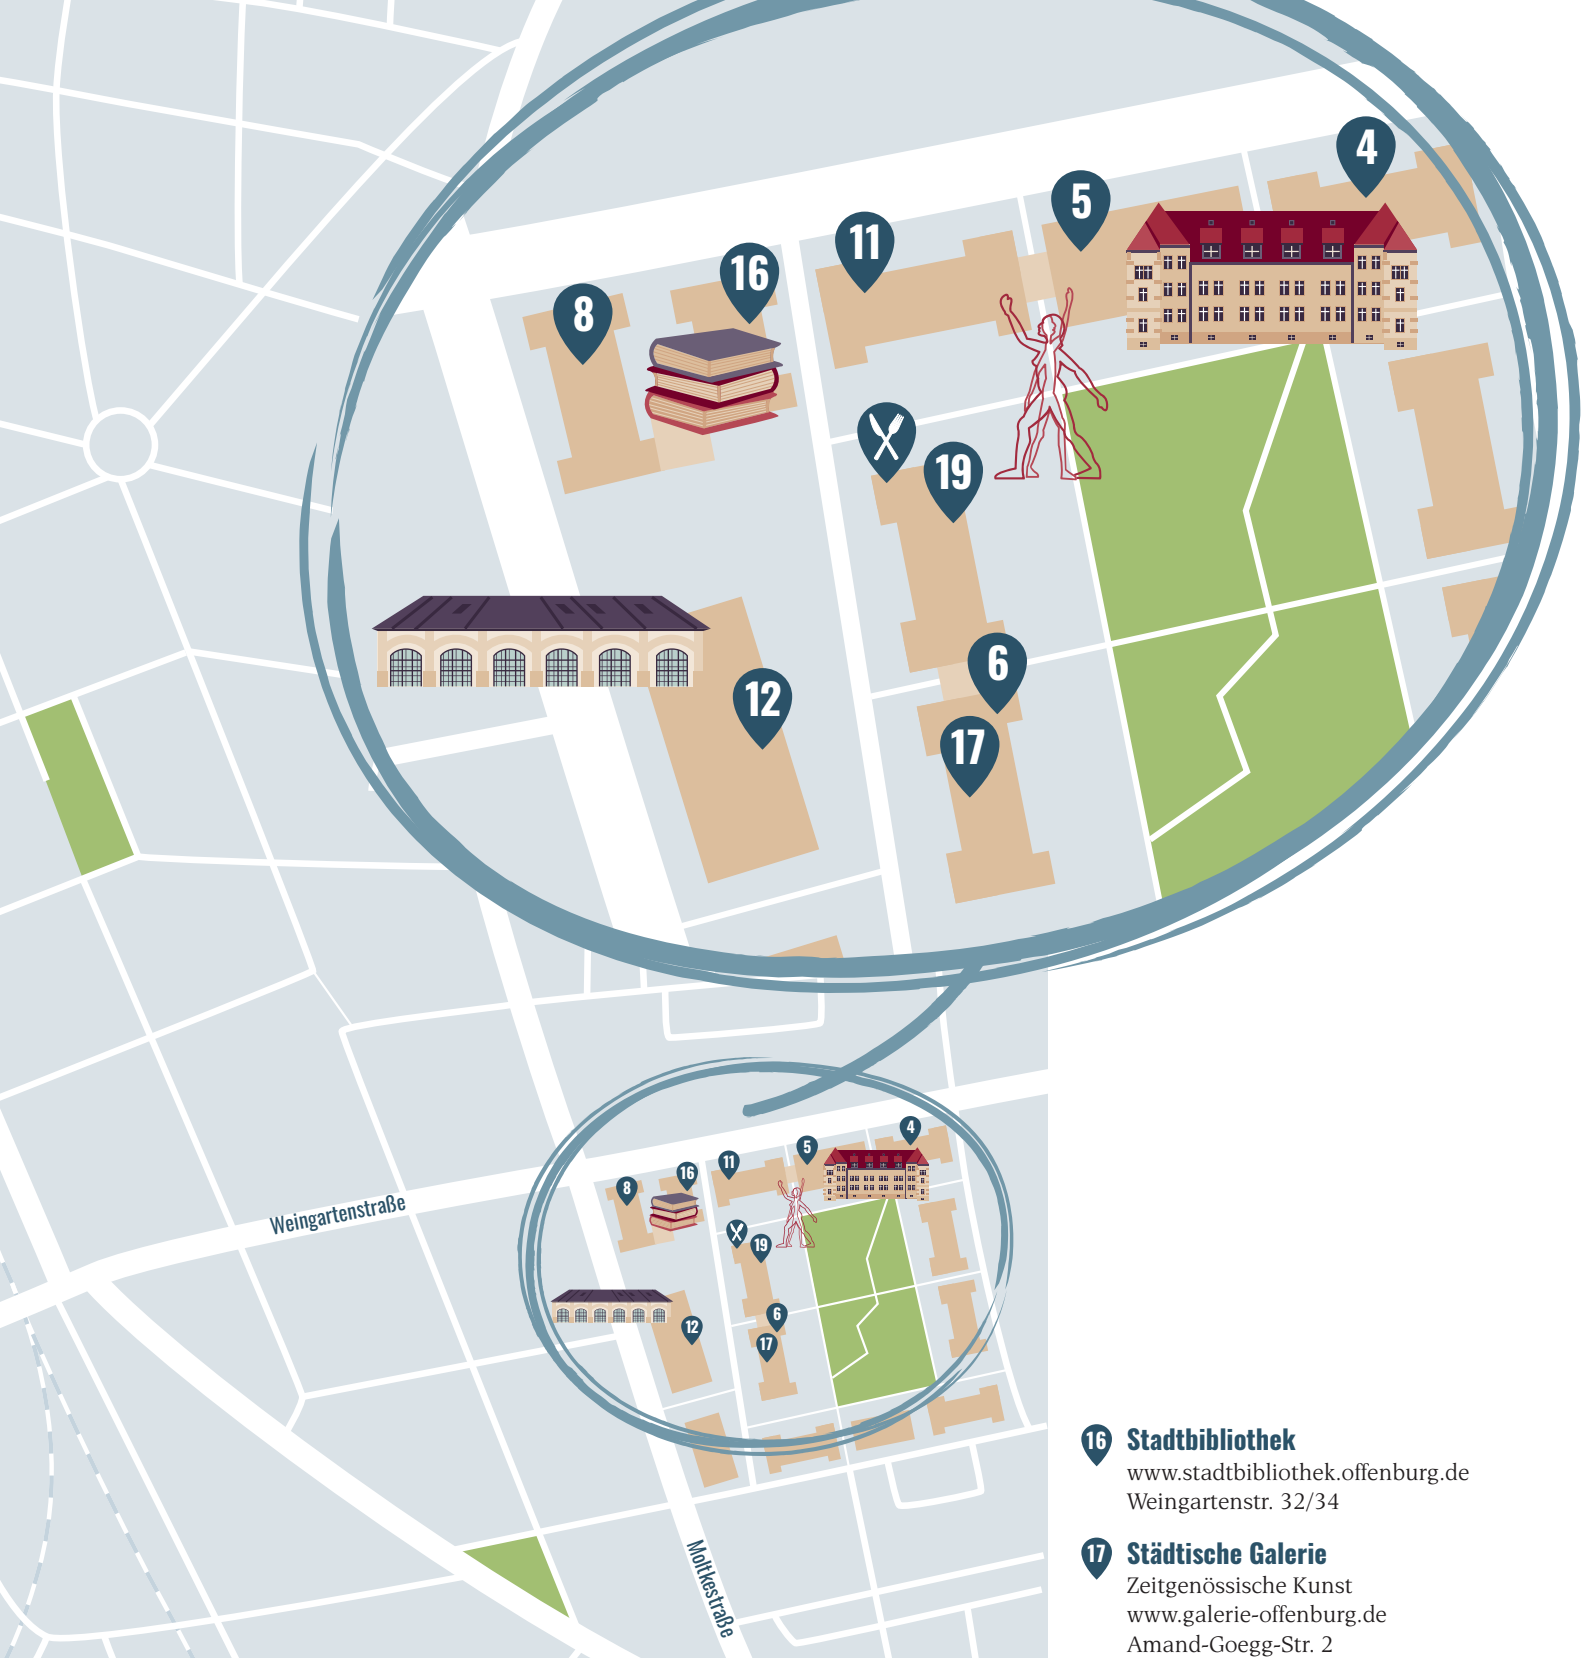 4
5
11
16
8
19
6
12
17
4
5
11
16
8
19
6
12
17
Weingartenstraße
Moltkestraße
16 Stadtbibliothek
www.stadtbibliothek.offenburg.de
Weingartenstr. 32/34
17 Städtische Galerie
Zeitgenössische Kunst
www.galerie-offenburg.de
Amand-Goegg-Str. 2